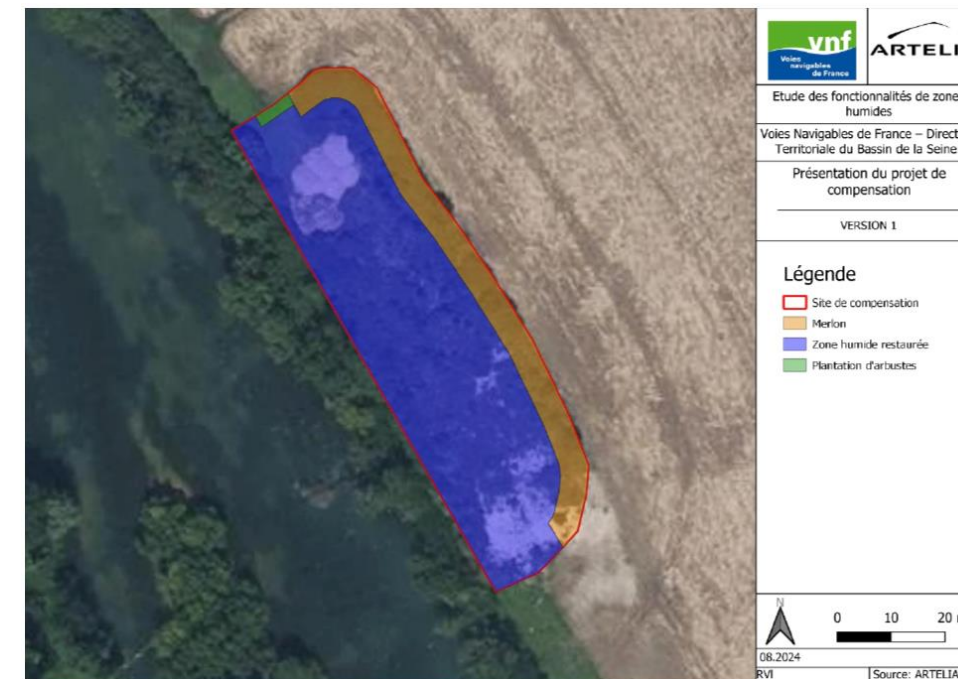 vnf
Voies
navigables
de France
ARTELI
Etude des fonctionnalités de zone
humides
Voies Navigables de France – Direct
Territoriale du Bassin de la Seine
Présentation du projet de
compensation
VERSION 1
Légende
Site de compensation
Merlon
Zone humide restaurée
Plantation d'arbustes
N
0 10 20
08.2024
RVI
Source: ARTELIA